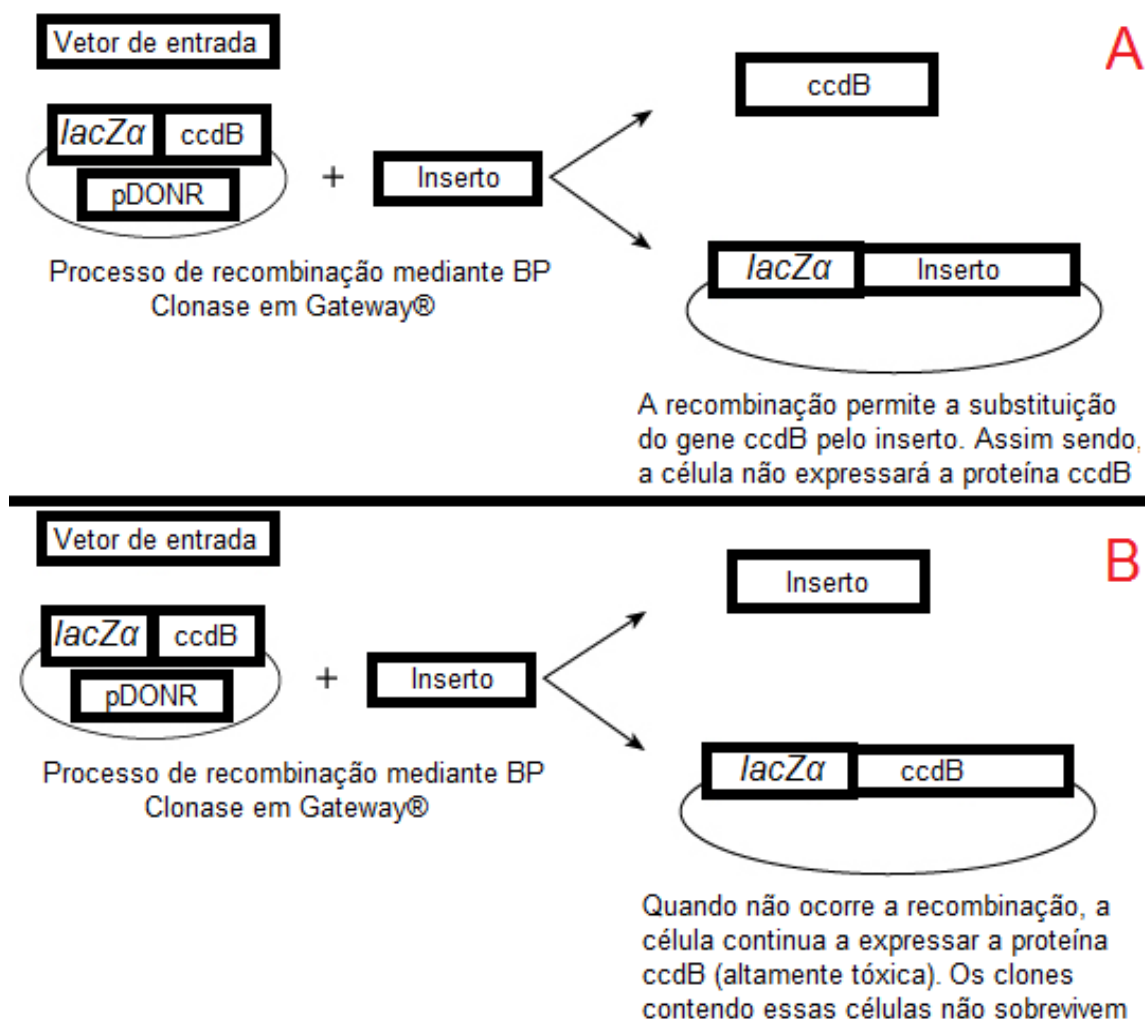 Vetor de entrada
A
ccdB
lacZα ccdB
pDONR
+
Inserto
Processo de recombinação mediante BP
Clonase em Gateway®
lacZα Inserto
A recombinação permite a substituição
do gene ccdB pelo inserto. Assim sendo,
a célula não expressará a proteína ccdB
Vetor de entrada
B
Inserto
lacZα ccdB
pDONR
+
Inserto
Processo de recombinação mediante BP
Clonase em Gateway®
lacZα ccdB
Quando não ocorre a recombinação, a
célula continua a expressar a proteína
ccdB (altamente tóxica). Os clones
contendo essas células não sobrevivem